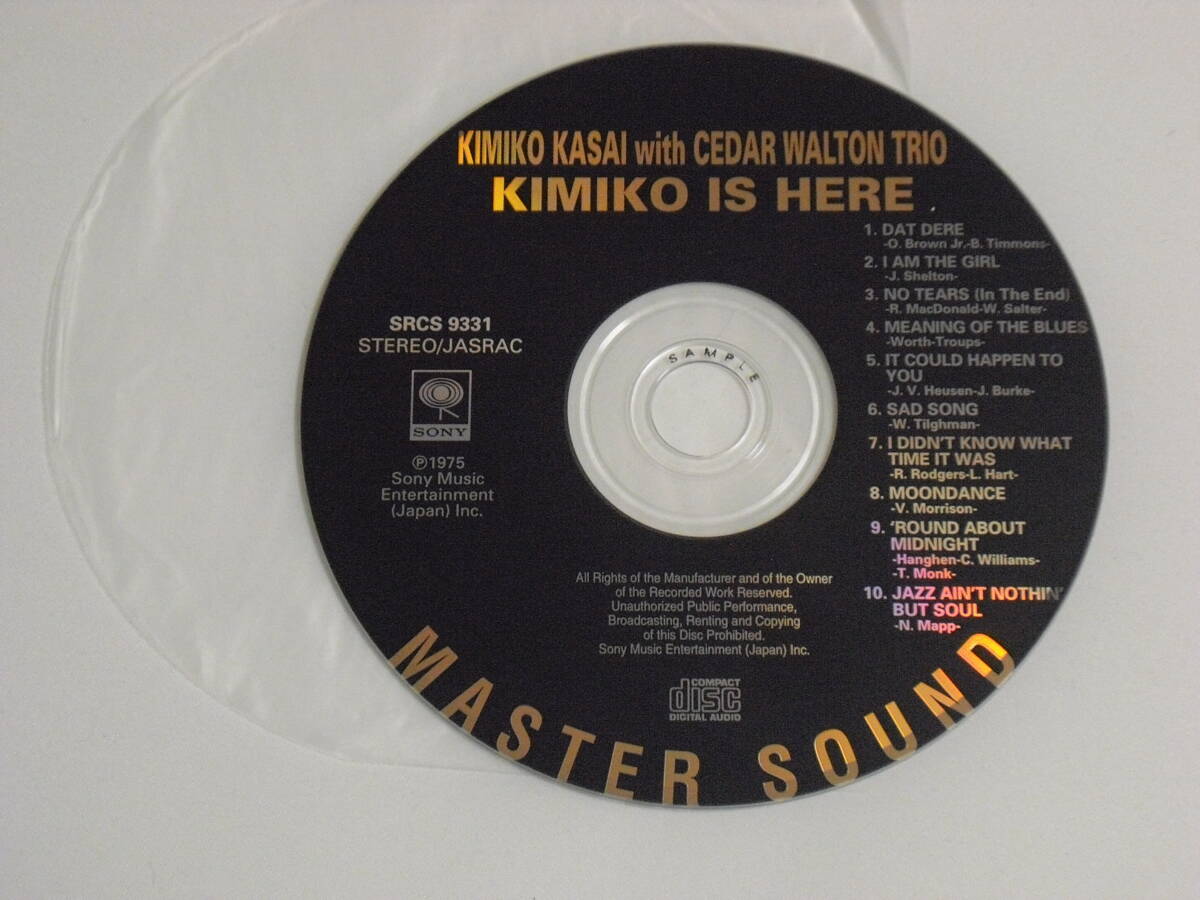 KIMIKO KASAI with CEDAR WALTON TRIO
KIMIKO IS HERE
1. DAT DERE
-O. Brown Jr.-B. Timmons-
2. I AM THE GIRL
-J. Shelton-
3. NO TEARS (In The End)
-R. MacDonald-W. Salter-
4. MEANING OF THE BLUES
-Worth-Troups-
5. IT COULD HAPPEN TO
YOU
-J. V. Heusen-J. Burke-
6. SAD SONG
-W. Tilghman-
7. I DIDN'T KNOW WHAT
TIME IT WAS
-R. Rodgers-L. Hart-
8. MOONDANCE
-V. Morrison-
9. 'ROUND ABOUT
MIDNIGHT
-Hanghen-C. Williams-
-T. Monk-
10. JAZZ AIN'T NOTHIN'
BUT SOUL
-N. Mapp-
SRCS 9331
STEREO/JASRAC
SONY
℗1975
Sony Music
Entertainment
(Japan) Inc.
SAMPLE
All Rights of the Manufacturer and of the Owner
of the Recorded Work Reserved.
Unauthorized Public Performance,
Broadcasting, Renting and Copying
of this Disc Prohibited.
Sony Music Entertainment (Japan) Inc.
COMPACT
disc
DIGITAL AUDIO
MASTER SOUND